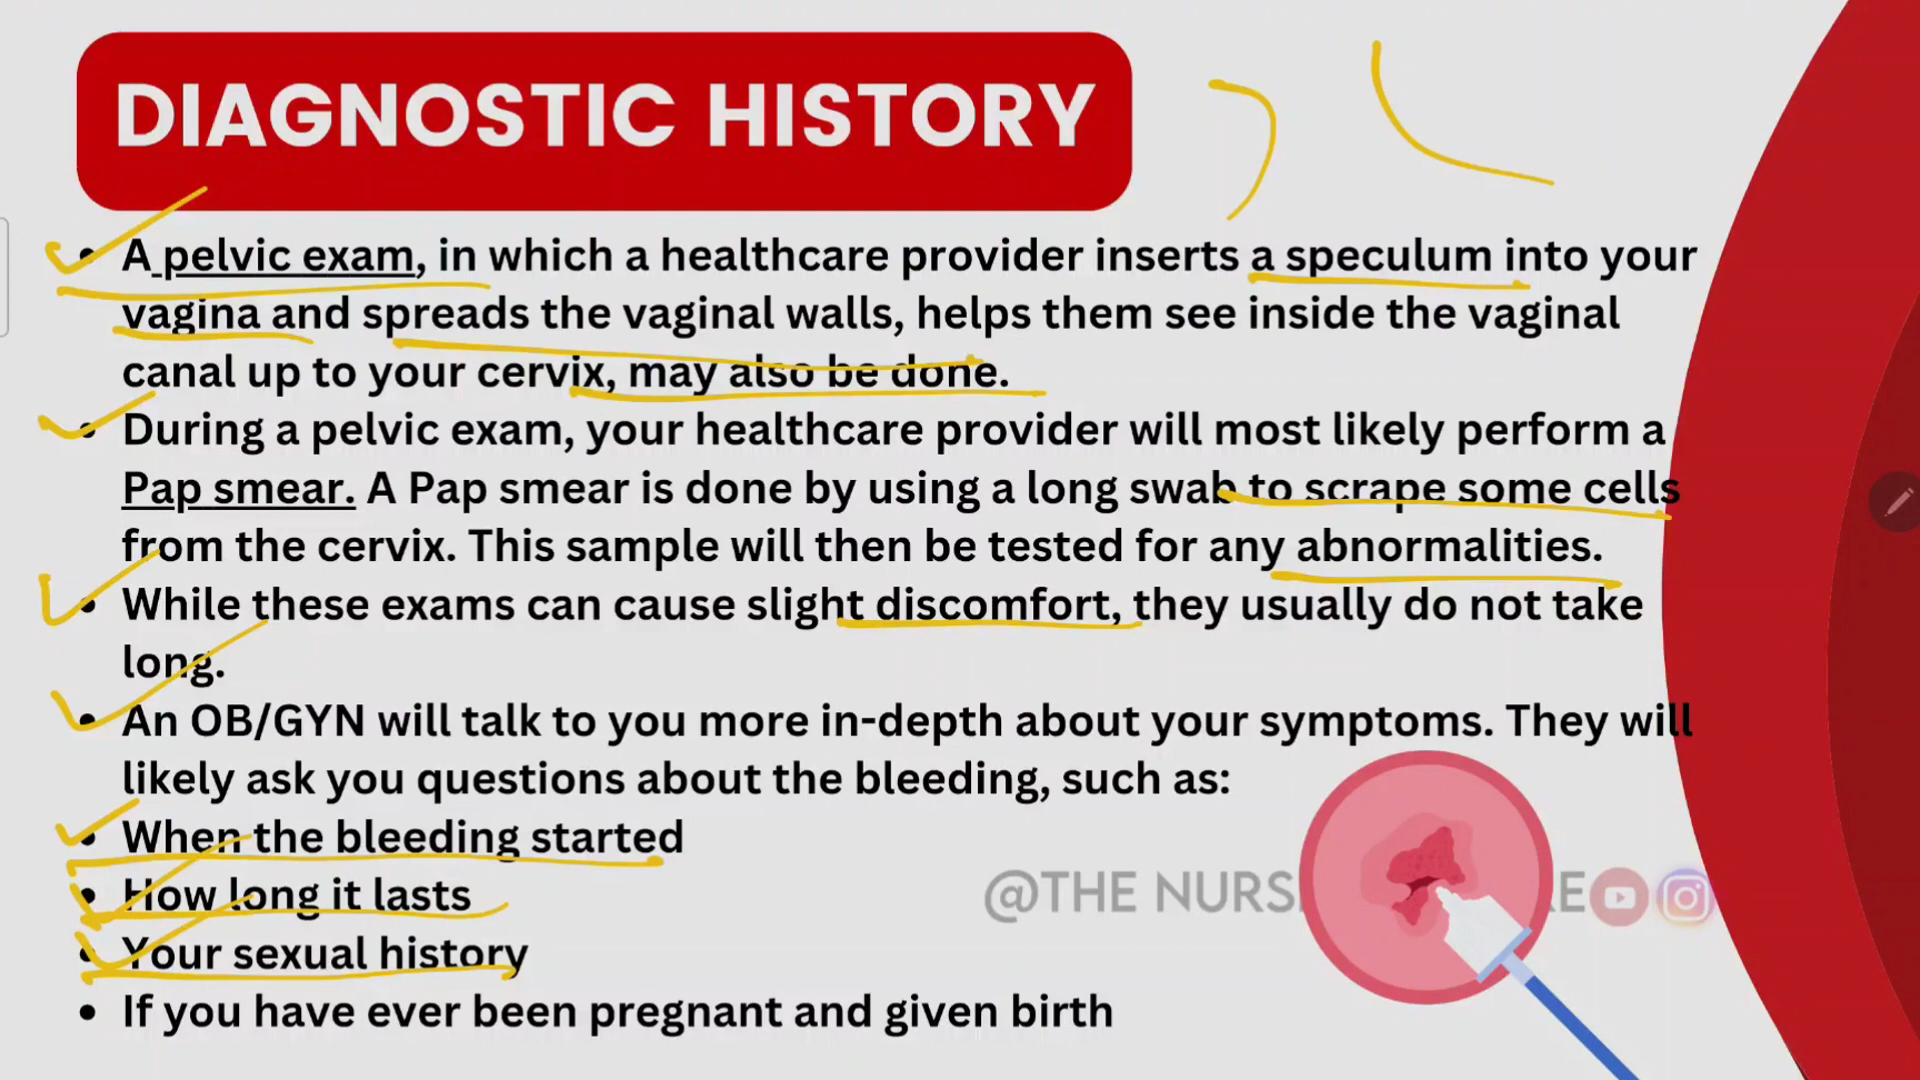 DIAGNOSTIC HISTORY
• A pelvic exam, in which a healthcare provider inserts a speculum into your
vagina and spreads the vaginal walls, helps them see inside the vaginal
canal up to your cervix, may also be done.
• During a pelvic exam, your healthcare provider will most likely perform a
Pap smear. A Pap smear is done by using a long swab to scrape some cells
from the cervix. This sample will then be tested for any abnormalities.
• While these exams can cause slight discomfort, they usually do not take
long.
• An OB/GYN will talk to you more in-depth about your symptoms. They will
likely ask you questions about the bleeding, such as:
• When the bleeding started
• How long it lasts
• Your sexual history
• If you have ever been pregnant and given birth
@THE